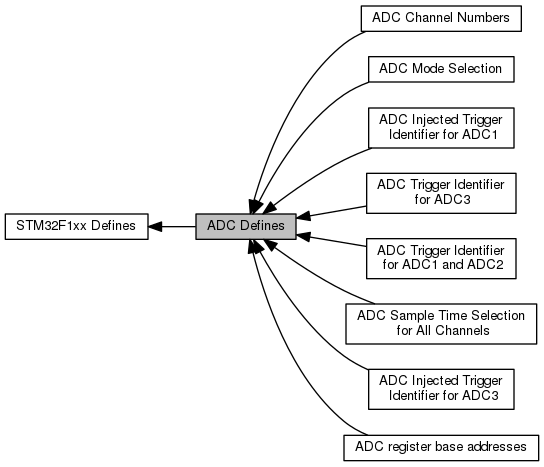 ADC Channel Numbers
ADC Mode Selection
ADC Injected Trigger
Identifier for ADC1
ADC Trigger Identifier
for ADC3
STM32F1xx Defines
ADC Defines
ADC Trigger Identifier
for ADC1 and ADC2
ADC Sample Time Selection
for All Channels
ADC Injected Trigger
Identifier for ADC3
ADC register base addresses